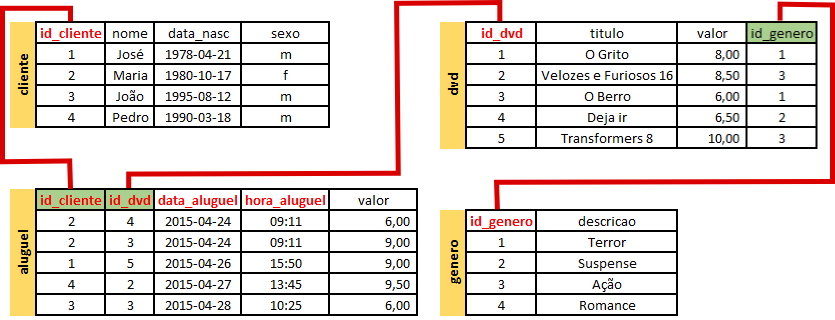 cliente
id_cliente nome data_nasc sexo
1 José 1978-04-21 m
2 Maria 1980-10-17 f
3 João 1995-08-12 m
4 Pedro 1990-03-18 m
dvd
id_dvd titulo valor id_genero
1 O Grito 8,00 1
2 Velozes e Furiosos 16 8,50 3
3 O Berro 6,00 1
4 Deja ir 6,50 2
5 Transformers 8 10,00 3
aluguel
id_cliente id_dvd data_aluguel hora_aluguel valor
2 4 2015-04-24 09:11 6,00
2 3 2015-04-24 09:11 9,00
1 5 2015-04-26 15:50 9,00
4 2 2015-04-27 13:45 9,50
3 3 2015-04-28 10:25 6,00
genero
id_genero descricao
1 Terror
2 Suspense
3 Ação
4 Romance